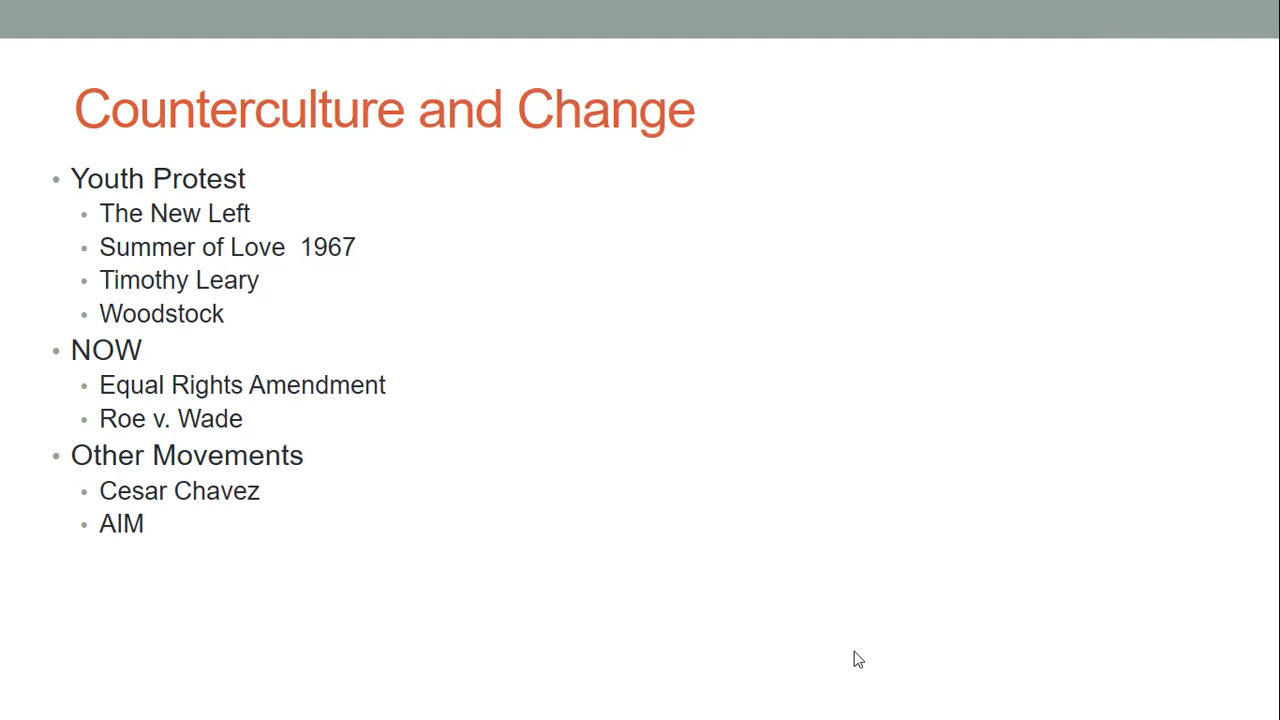 Counterculture and Change
• Youth Protest
• The New Left
• Summer of Love  1967
• Timothy Leary
• Woodstock
• NOW
• Equal Rights Amendment
• Roe v. Wade
• Other Movements
• Cesar Chavez
• AIM